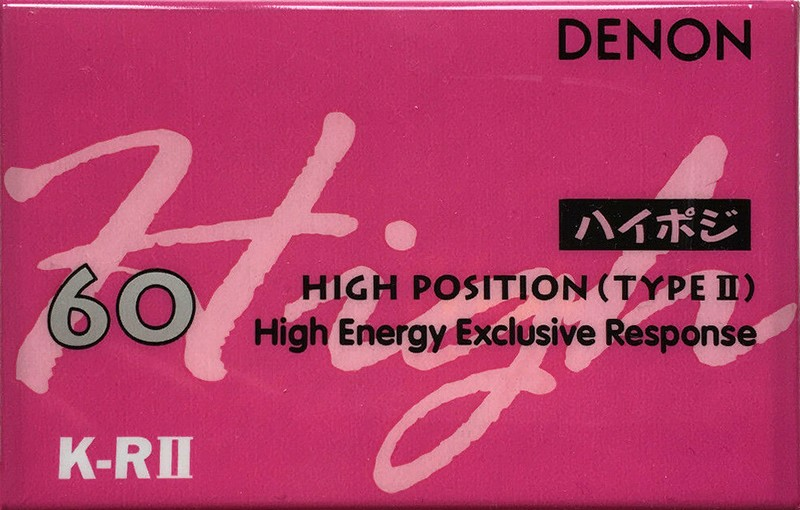 DENON
High
ハイポジ
60
HIGH POSITION (TYPE II)
High Energy Exclusive Response
K-RII